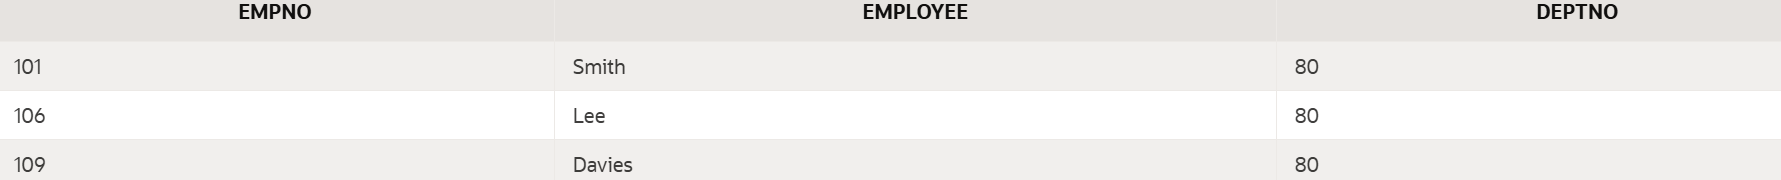 EMPNO EMPLOYEE DEPTNO
101 Smith 80
106 Lee 80
109 Davies 80